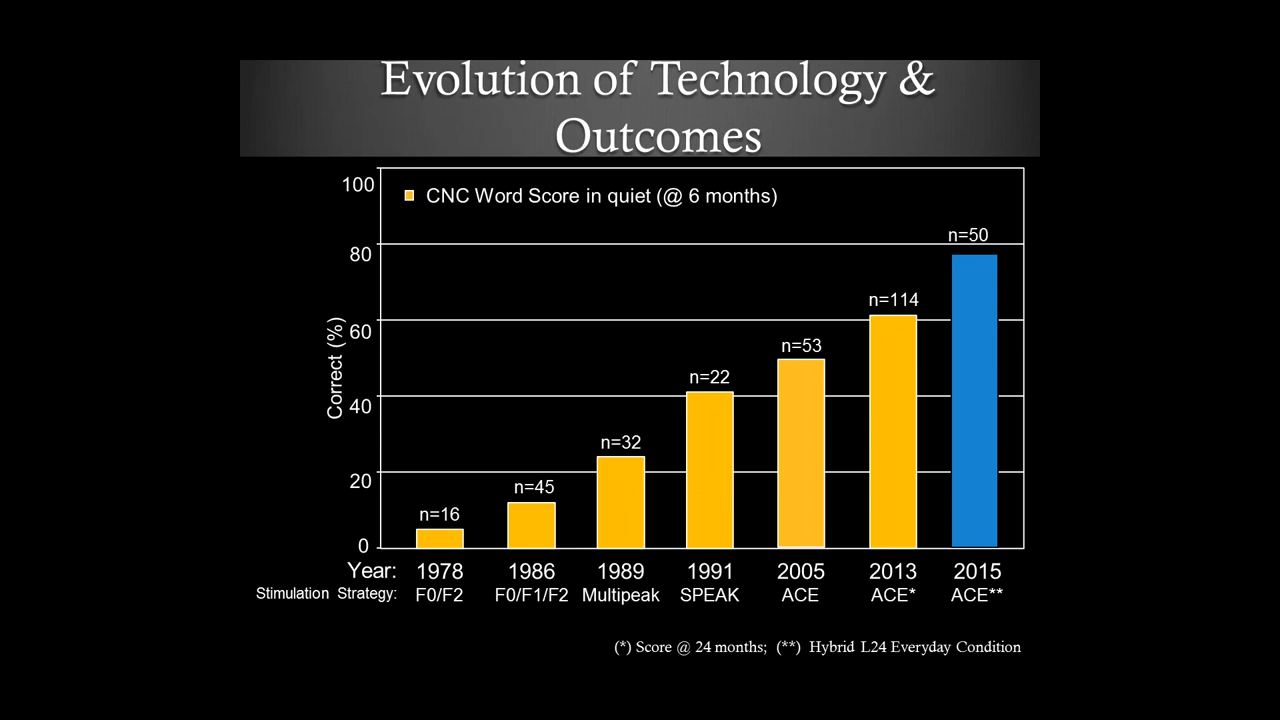 Evolution of Technology &
Outcomes
100
CNC Word Score in quiet (@ 6 months)
n=50
80
n=114
60
n=53
Correct (%)
n=22
40
n=32
20
n=45
n=16
0
Year: 1978 1986 1989 1991 2005 2013 2015
Stimulation Strategy: F0/F2 F0/F1/F2 Multipeak SPEAK ACE ACE* ACE**
(*) Score @ 24 months; (**) Hybrid L24 Everyday Condition